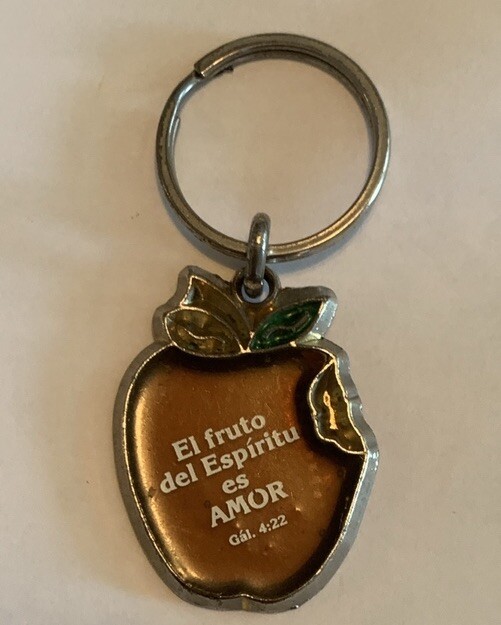 El fruto
del Espíritu
es
AMOR
Gál. 4:22